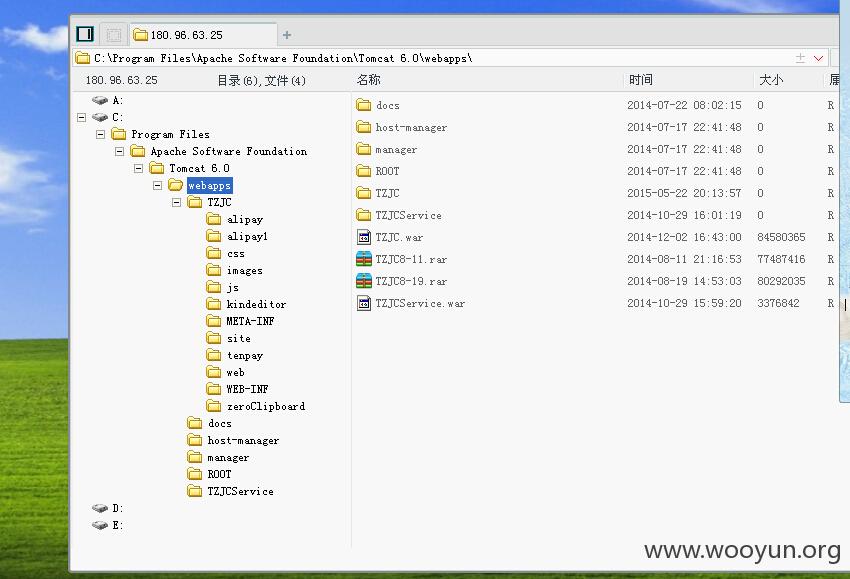 180.96.63.25
C:\Program Files\Apache Software Foundation\Tomcat 6.0\webapps\
180.96.63.25 目录(6),文件(4) 名称 时间 大小
A:
C:
Program Files
Apache Software Foundation
Tomcat 6.0
webapps
TZJC
alipay
alipay1
css
images
js
kindeditor
META-INF
site
tenpay
web
WEB-INF
zeroClipboard
docs
host-manager
manager
ROOT
TZJCService
D:
E:
docs 2014-07-22 08:02:15 0 R
host-manager 2014-07-17 22:41:48 0 R
manager 2014-07-17 22:41:48 0 R
ROOT 2014-07-17 22:41:48 0 R
TZJC 2015-05-22 20:13:57 0 R
TZJCService 2014-10-29 16:01:19 0 R
TZJC.war 2014-12-02 16:43:00 84580365 R
TZJC8-11.rar 2014-08-11 21:16:53 77487416 R
TZJC8-19.rar 2014-08-19 14:53:03 80292035 R
TZJCService.war 2014-10-29 15:59:20 3376842 R
www.wooyun.org